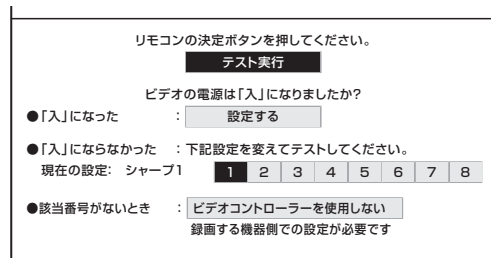 リモコンの決定ボタンを押してください。
テスト実行
ビデオの電源は「入」になりましたか?
●「入」になった : 設定する
●「入」にならなかった : 下記設定を変えてテストしてください。
現在の設定: シャープ1 1 2 3 4 5 6 7 8
●該当番号がないとき : ビデオコントローラーを使用しない
録画する機器側での設定が必要です